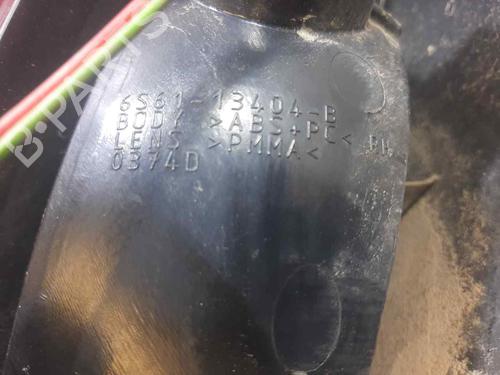 6S61-13404-B
BODY >ABS+PC<
LENS >PMMA<
0374D
B-PARTS